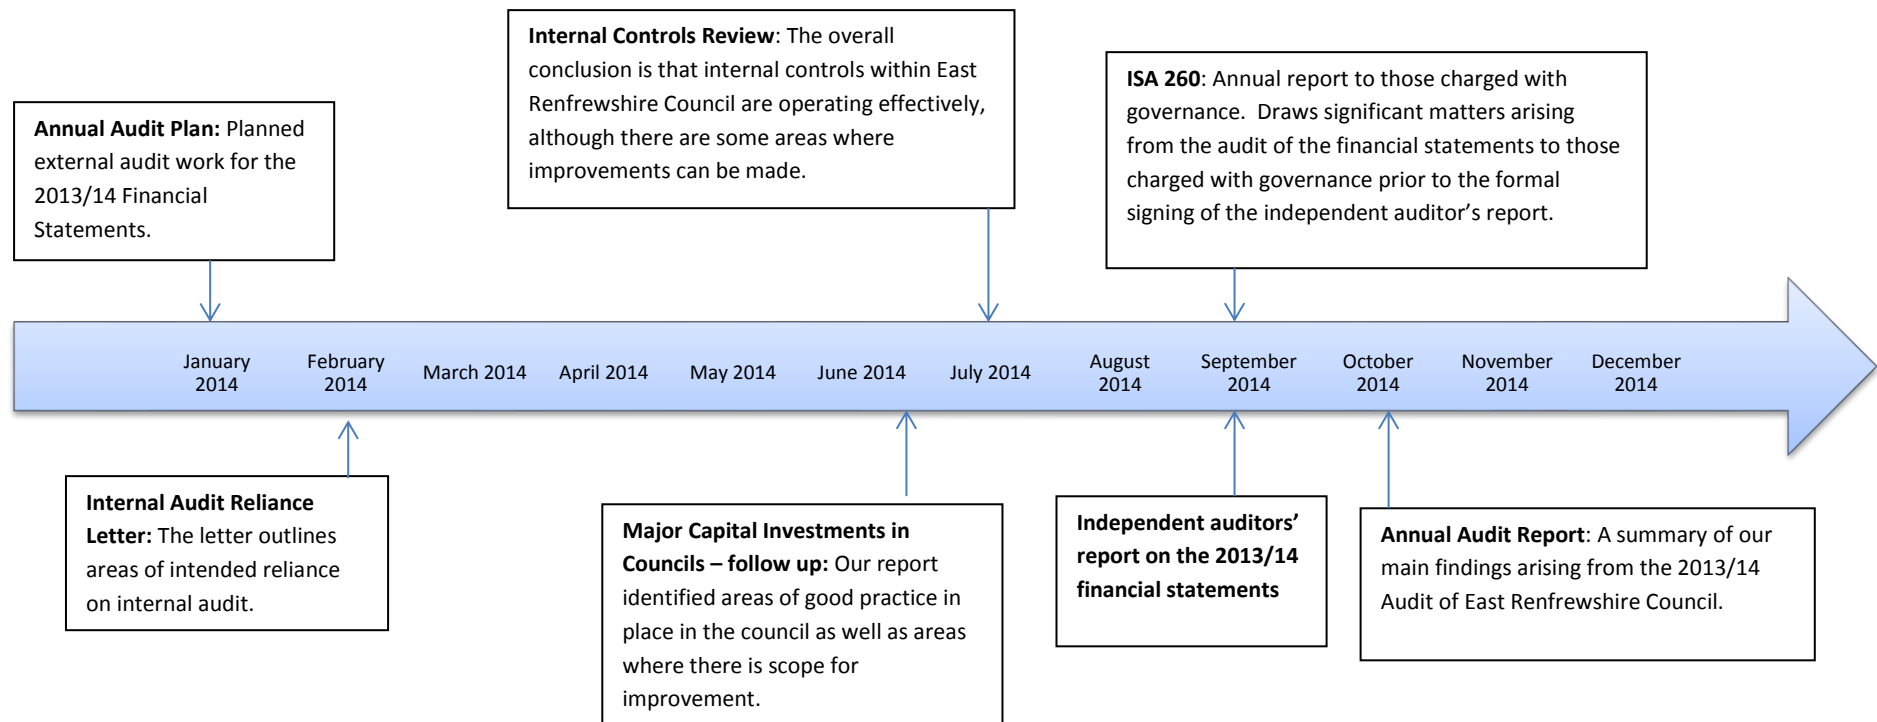 Internal Controls Review: The overall
conclusion is that internal controls within East
Renfrewshire Council are operating effectively,
although there are some areas where
improvements can be made.
ISA 260: Annual report to those charged with
governance.  Draws significant matters arising
from the audit of the financial statements to those
charged with governance prior to the formal
signing of the independent auditor’s report.
Annual Audit Plan: Planned
external audit work for the
2013/14 Financial
Statements.
January
2014
February
2014
March 2014
April 2014
May 2014
June 2014
July 2014
August
2014
September
2014
October
2014
November
2014
December
2014
Internal Audit Reliance
Letter: The letter outlines
areas of intended reliance
on internal audit.
Major Capital Investments in
Councils – follow up: Our report
identified areas of good practice in
place in the council as well as areas
where there is scope for
improvement.
Independent auditors’
report on the 2013/14
financial statements
Annual Audit Report: A summary of our
main findings arising from the 2013/14
Audit of East Renfrewshire Council.